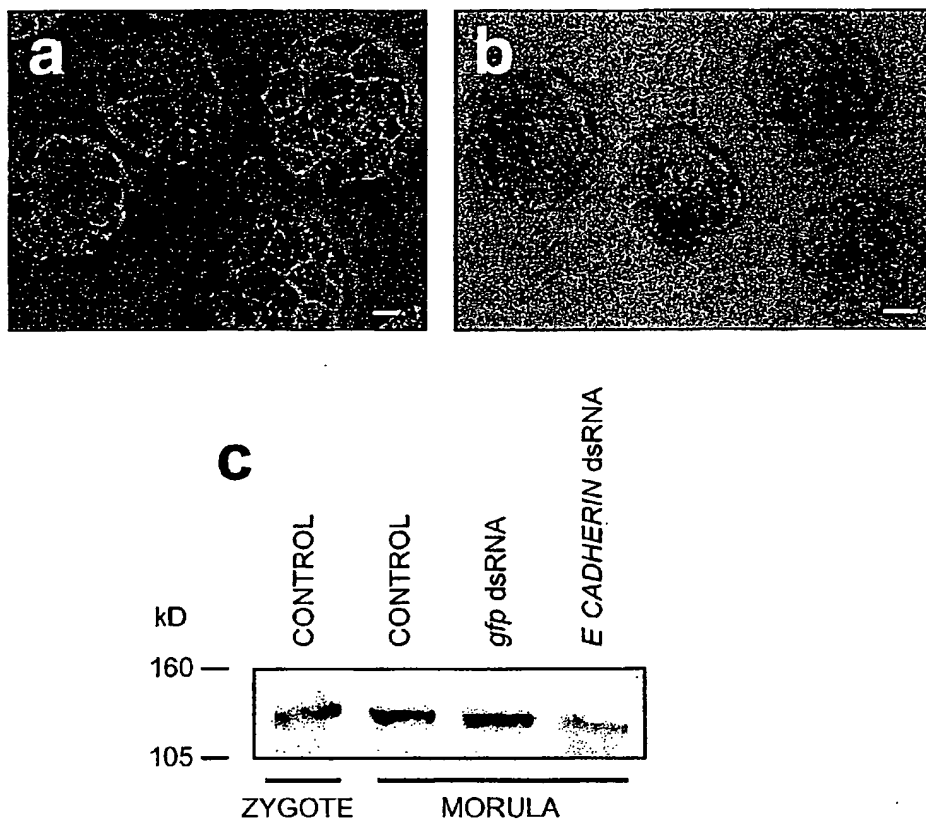 a
b
c
CONTROL
CONTROL
gfp dsRNA
E CADHERIN dsRNA
kD
160
105
ZYGOTE
MORULA